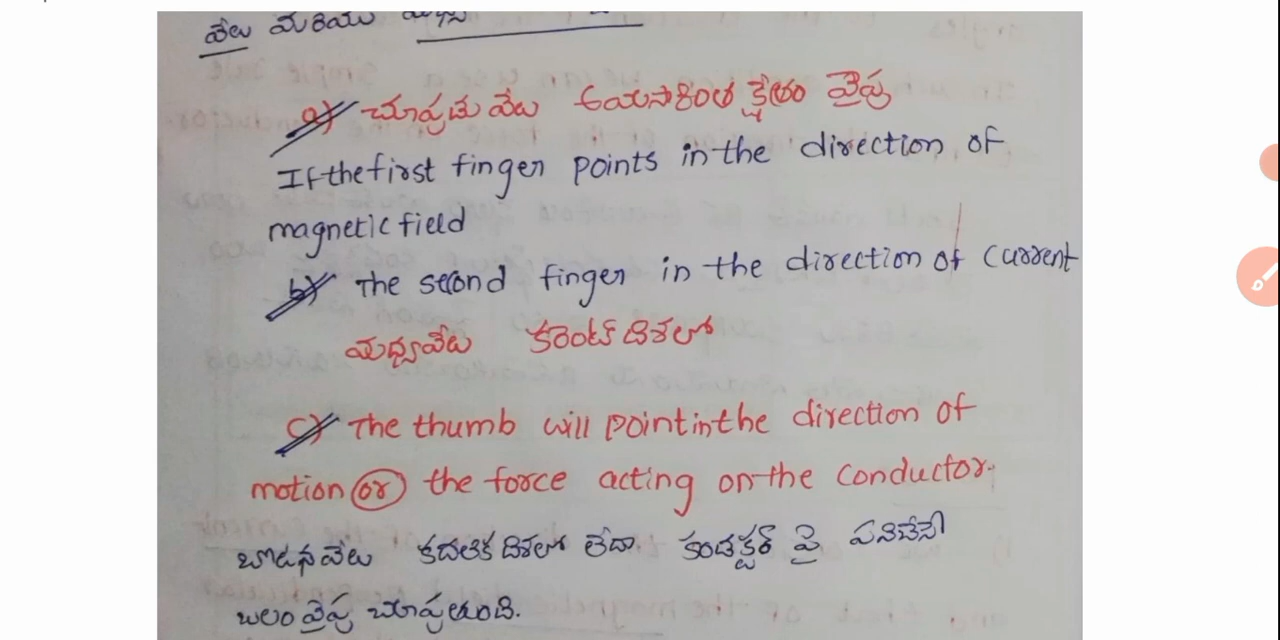 వేలు మరియు మధ్య
a) చూపుడు వేలు అయస్కాంత క్షేత్రం వైపు
If the first finger points in the direction of
magnetic field
b) The second finger in the direction of current
మధ్యవేలు కరెంట్ దిశలో
c) The thumb will point in the direction of
motion (or) the force acting on the conductor.
బొటనవేలు కదలిక దిశలో లేదా కండక్టర్ పై పనిచేసే
బలం వైపు చూపుతుంది.